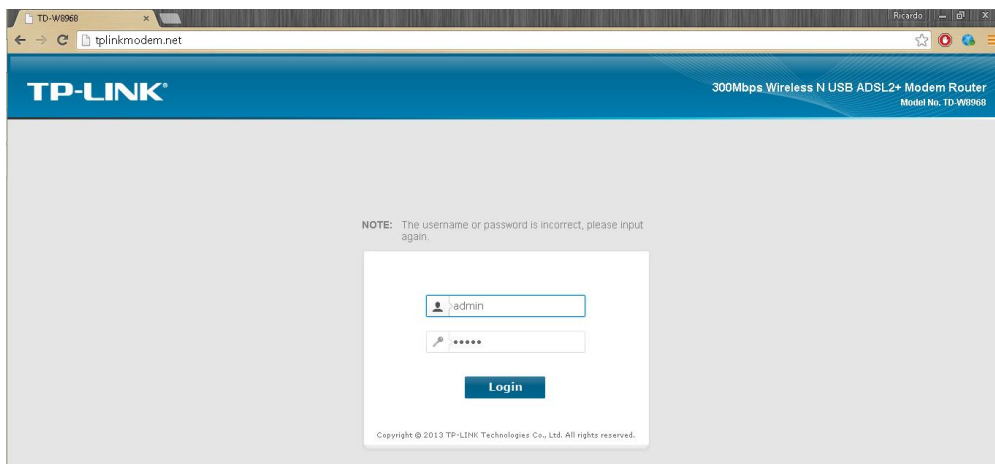 TD-W8968
Ricardo
tplinkmodem.net
TP-LINK®
300Mbps Wireless N USB ADSL2+ Modem Router
Model No. TD-W8968
NOTE: The username or password is incorrect, please input
again.
admin
•••••
Login
Copyright © 2013 TP-LINK Technologies Co., Ltd. All rights reserved.